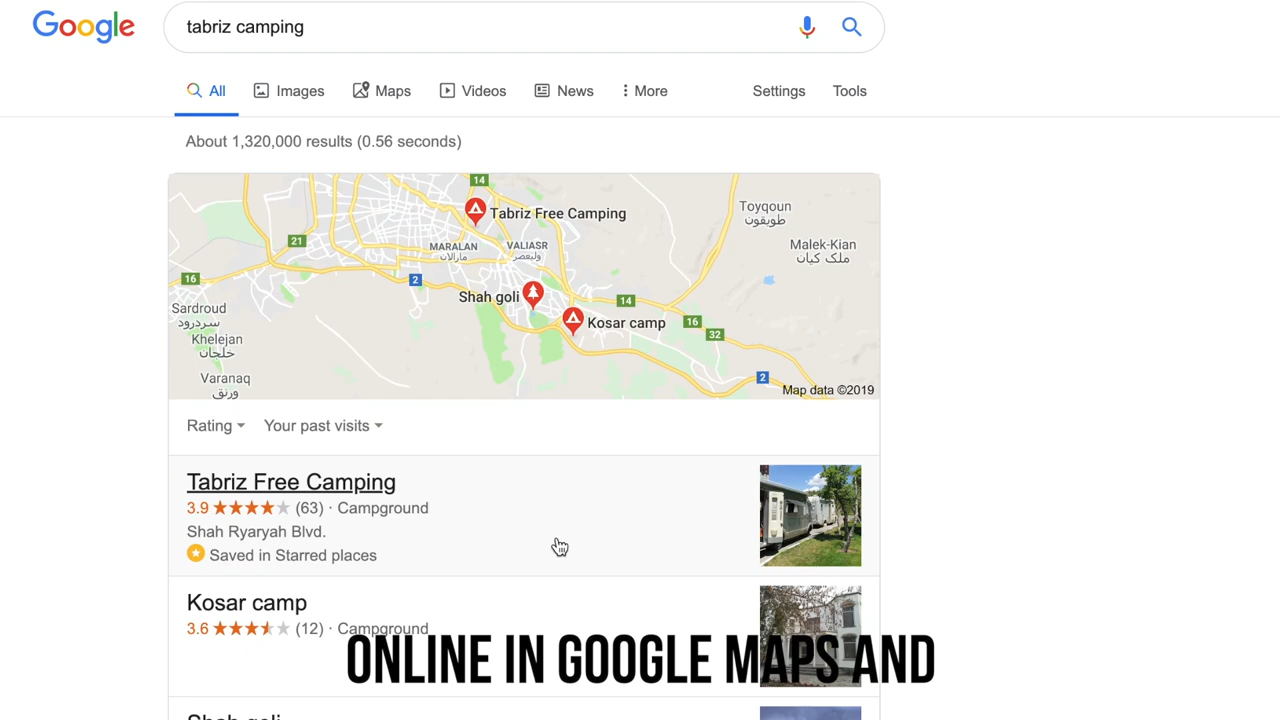 Google
tabriz camping
All Images Maps Videos News More Settings Tools
About 1,320,000 results (0.56 seconds)
14
Tabriz Free Camping
Toyqoun
طویقون
21
MARALAN
مارالان
VALIASR
ولیعصر
Malek-Kian
ملک کیان
16
2
Shah goli
14
Sardroud
سردرود
Kosar camp
16
32
Khelejan
خلجان
Varanaq
ورنق
2
Map data ©2019
Rating Your past visits
Tabriz Free Camping
3.9 (63) · Campground
Shah Ryaryah Blvd.
Saved in Starred places
Kosar camp
3.6 (12) · Campground
ONLINE IN GOOGLE MAPS AND
Shah goli